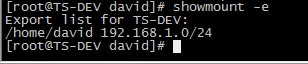 [root@TS-DEV david]# showmount -e
Export list for TS-DEV:
/home/david 192.168.1.0/24
[root@TS-DEV david]#